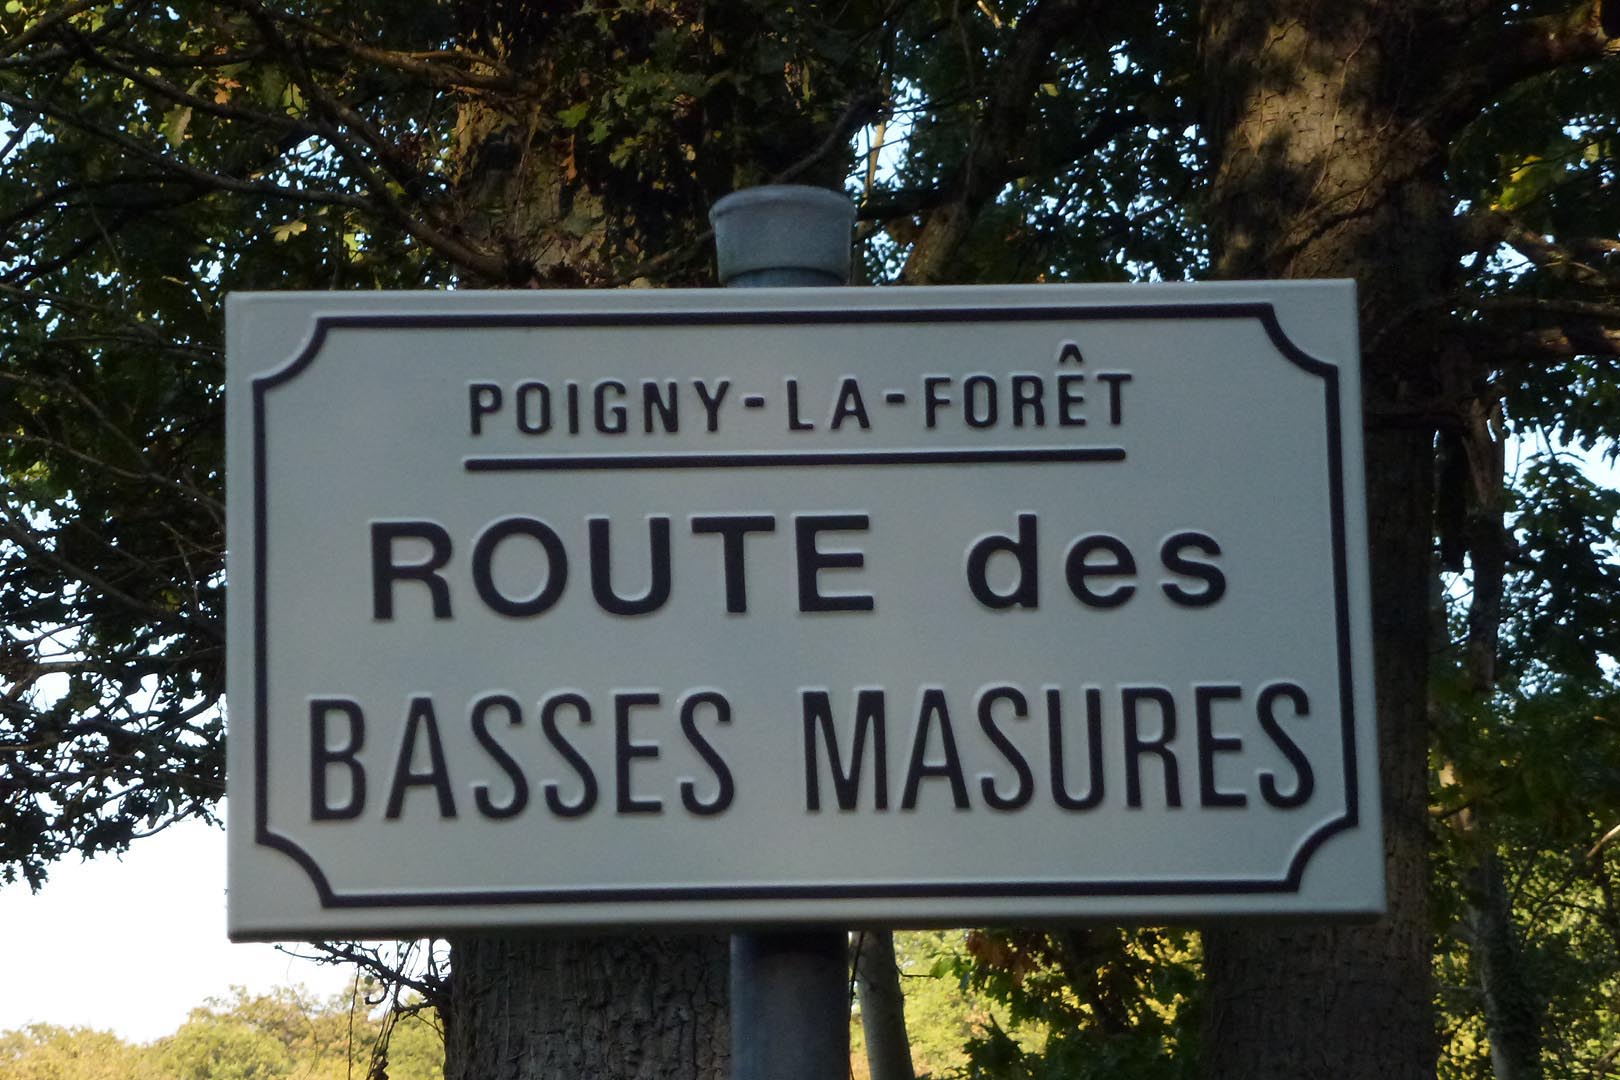 POIGNY-LA-FORÊT
ROUTE des
BASSES MASURES